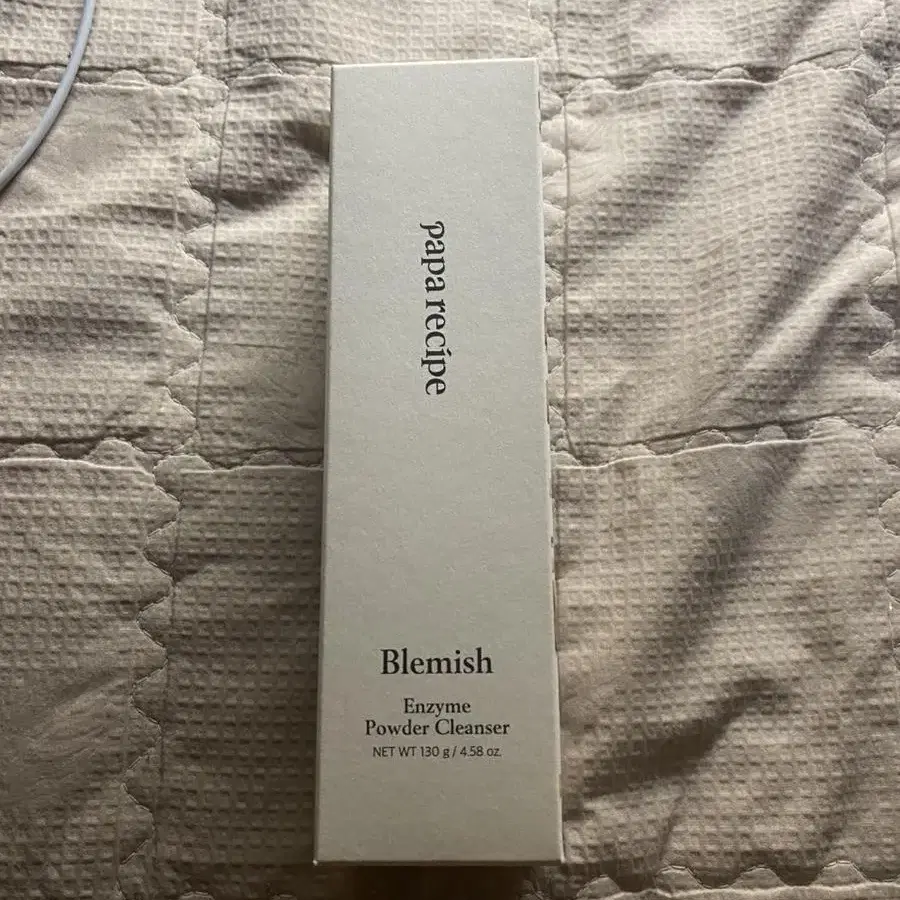 papa recipe
Blemish
Enzyme
Powder Cleanser
NET WT 130 g / 4.58 oz.